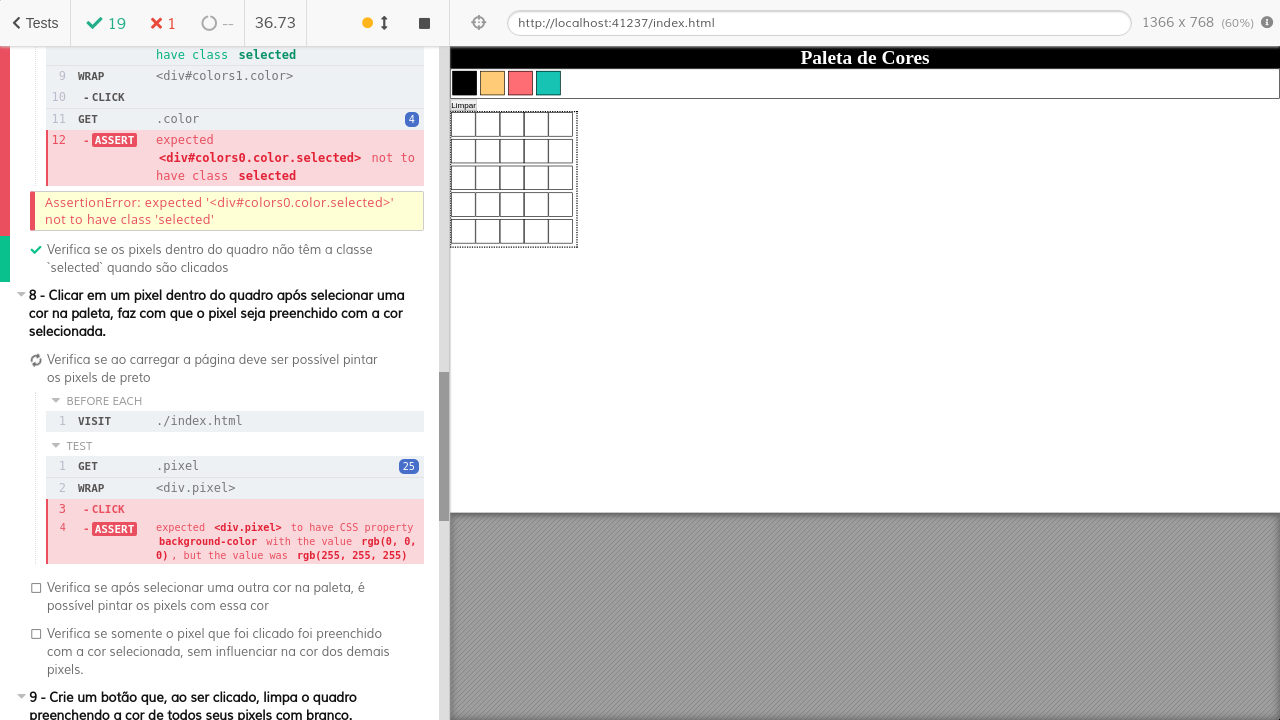 Tests 19 1 -- 36.73 http://localhost:41237/index.html 1366 x 768 (60%)
have class selected
9 WRAP <div#colors1.color>
10 - CLICK
11 GET .color 4
12 - ASSERT expected
<div#colors0.color.selected> not to
have class selected
AssertionError: expected '<div#colors0.color.selected>'
not to have class 'selected'
Verifica se os pixels dentro do quadro não têm a classe
`selected` quando são clicados
8 - Clicar em um pixel dentro do quadro após selecionar uma
cor na paleta, faz com que o pixel seja preenchido com a cor
selecionada.
Verifica se ao carregar a página deve ser possível pintar
os pixels de preto
BEFORE EACH
1 VISIT ./index.html
TEST
1 GET .pixel 25
2 WRAP <div.pixel>
3 - CLICK
4 - ASSERT expected <div.pixel> to have CSS property
background-color with the value rgb(0, 0,
0), but the value was rgb(255, 255, 255)
Verifica se após selecionar uma outra cor na paleta, é
possível pintar os pixels com essa cor
Verifica se somente o pixel que foi clicado foi preenchido
com a cor selecionada, sem influenciar na cor dos demais
pixels.
9 - Crie um botão que, ao ser clicado, limpa o quadro
preenchendo a cor de todos seus pixels com branco.
Paleta de Cores
Limpar